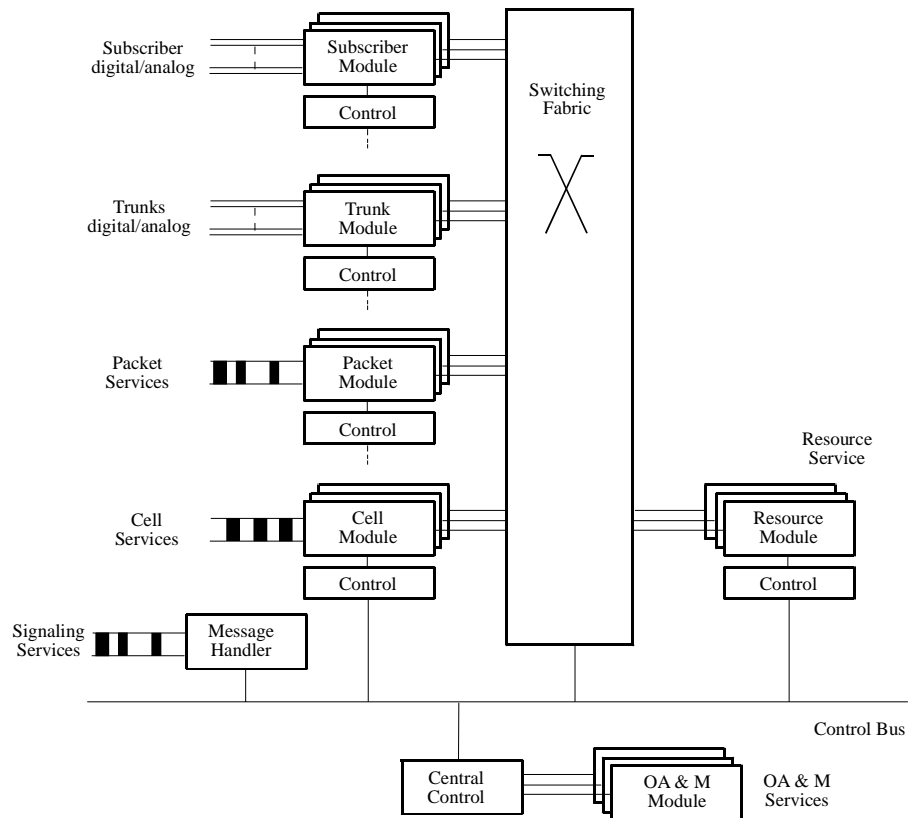 Subscriber
digital/analog
Subscriber
Module
Control
Switching
Fabric
Trunks
digital/analog
Trunk
Module
Control
Packet
Services
Packet
Module
Control
Resource
Service
Cell
Services
Cell
Module
Control
Resource
Module
Control
Signaling
Services
Message
Handler
Control Bus
Central
Control
OA & M
Module
OA & M
Services